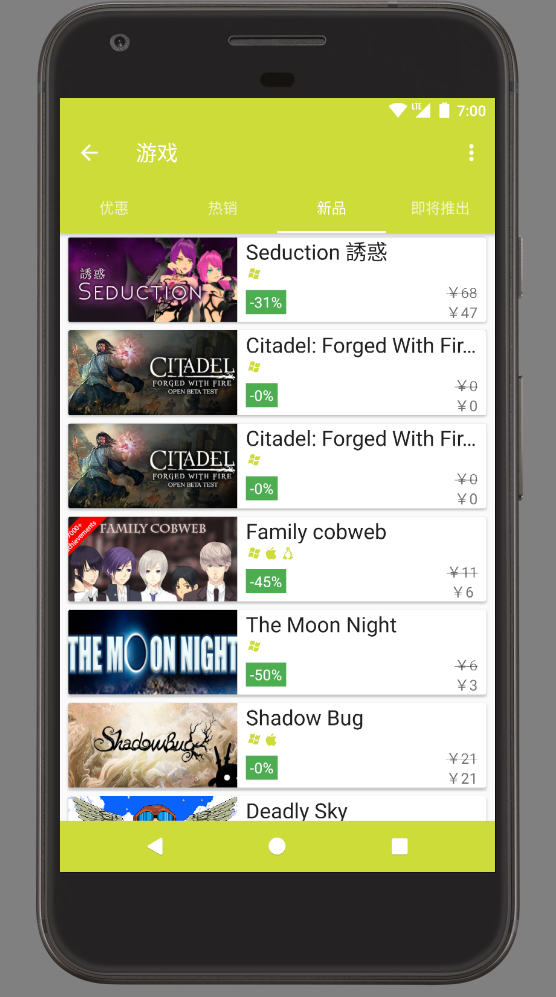 LTE 7:00
游戏
优惠 热销 新品 即将推出
誘惑
SEDUCTION
Seduction 誘惑
-31%
￥68
￥47
CITADEL
FORGED WITH FIRE
OPEN BETA TEST
Citadel: Forged With Fir...
-0%
￥0
￥0
CITADEL
FORGED WITH FIRE
OPEN BETA TEST
Citadel: Forged With Fir...
-0%
￥0
￥0
FAMILY COBWEB
Family cobweb
-45%
￥11
￥6
THE MOON NIGHT
The Moon Night
-50%
￥6
￥3
ShadowBug
Shadow Bug
-0%
￥21
￥21
Deadly Sky